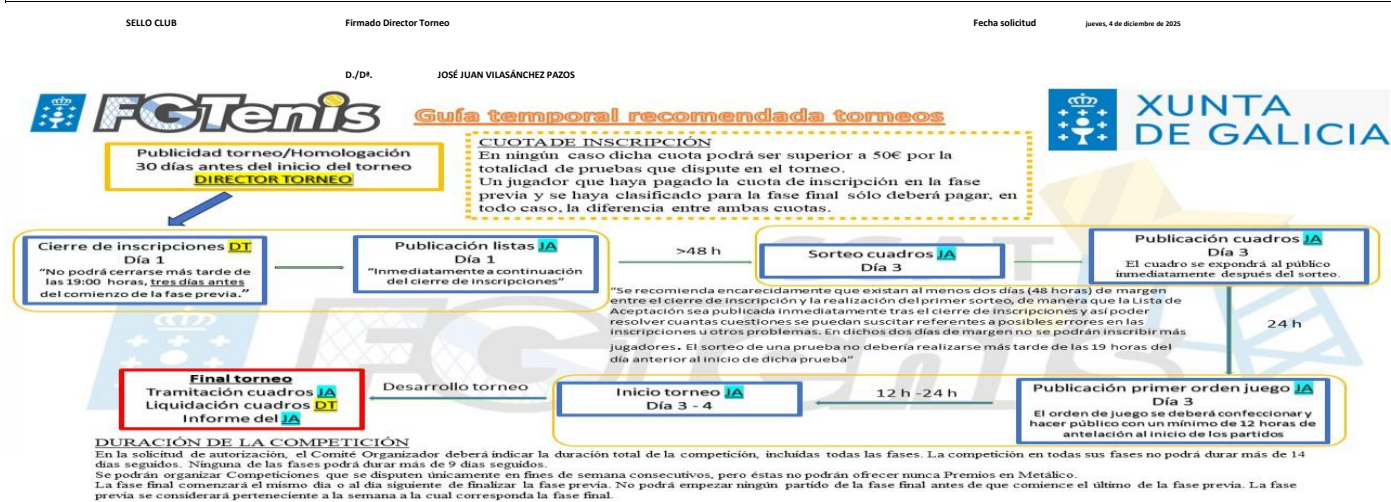 SELLO CLUB
Firmado Director Torneo
Fecha solicitud
jueves, 4 de diciembre de 2025
D./Dª.
JOSÉ JUAN VILASÁNCHEZ PAZOS
FGTenis
Guía temporal recomendada torneos
XUNTA
DE GALICIA
Publicidad torneo/Homologación
30 días antes del inicio del torneo
DIRECTOR TORNEO
CUOTA DE INSCRIPCIÓN
En ningún caso dicha cuota podrá ser superior a 50€ por la
totalidad de pruebas que dispute en el torneo.
Un jugador que haya pagado la cuota de inscripción en la fase
previa y se haya clasificado para la fase final sólo deberá pagar, en
todo caso, la diferencia entre ambas cuotas.
Cierre de inscripciones DT
Día 1
"No podrá cerrarse más tarde de
las 19:00 horas, tres días antes
del comienzo de la fase previa."
Publicación listas JA
Día 1
"Inmediatamente a continuación
del cierre de inscripciones"
>48 h
Sorteo cuadros JA
Día 3
Publicación cuadros JA
Día 3
El cuadro se expondrá al público
inmediatamente después del sorteo.
"Se recomienda encarecidamente que existan al menos dos días (48 horas) de margen
entre el cierre de inscripción y la realización del primer sorteo, de manera que la Lista de
Aceptación sea publicada inmediatamente tras el cierre de inscripciones y así poder
resolver cuantas cuestiones se puedan suscitar referentes a posibles errores en las
inscripciones u otros problemas. En dichos dos días de margen no se podrán inscribir más
jugadores. El sorteo de una prueba no debería realizarse más tarde de las 19 horas del
día anterior al inicio de dicha prueba"
24 h
Publicación primer orden juego JA
Día 3
El orden de juego se deberá confeccionar y
hacer público con un mínimo de 12 horas de
antelación al inicio de los partidos
12 h -24 h
Inicio torneo JA
Día 3 - 4
Desarrollo torneo
Final torneo
Tramitación cuadros JA
Liquidación cuadros DT
Informe del JA
DURACIÓN DE LA COMPETICIÓN
En la solicitud de autorización, el Comité Organizador deberá indicar la duración total de la competición, incluidas todas las fases. La competición en todas sus fases no podrá durar más de 14
días seguidos. Ninguna de las fases podrá durar más de 9 días seguidos.
Se podrán organizar Competiciones que se disputen únicamente en fines de semana consecutivos, pero éstas no podrán ofrecer nunca Premios en Metálico.
La fase final comenzará el mismo día o al día siguiente de finalizar la fase previa. No podrá empezar ningún partido de la fase final antes de que comience el último de la fase previa. La fase
previa se considerará perteneciente a la semana a la cual corresponda la fase final.